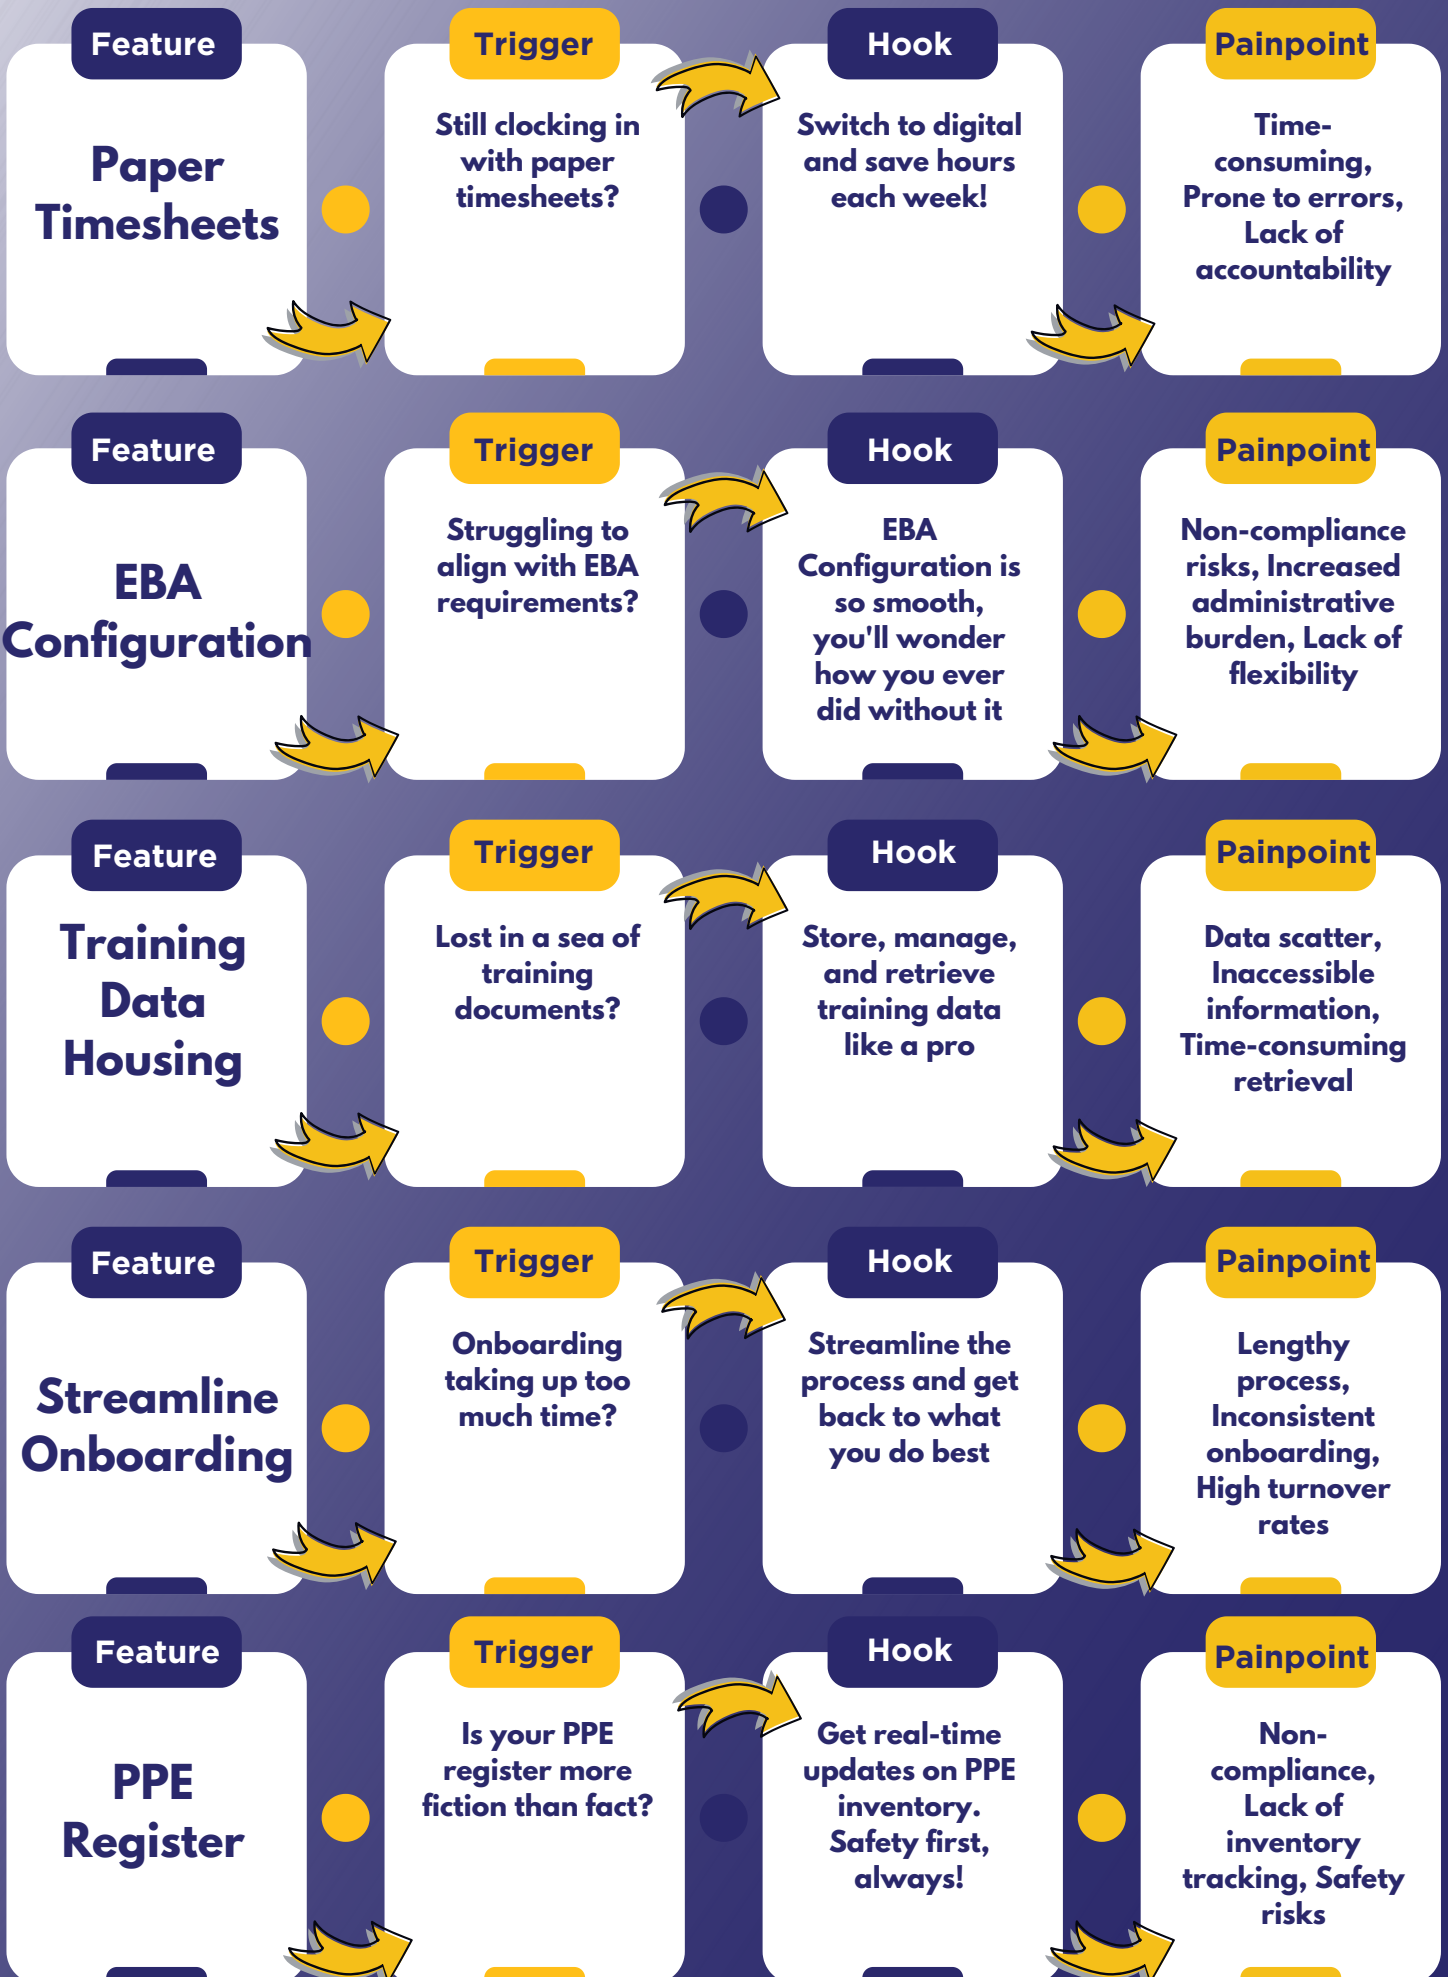 Feature
Trigger
Hook
Painpoint
Paper
Timesheets
Still clocking in
with paper
timesheets?
Switch to digital
and save hours
each week!
Time-
consuming,
Prone to errors,
Lack of
accountability
Feature
Trigger
Hook
Painpoint
EBA
Configuration
Struggling to
align with EBA
requirements?
EBA
Configuration is
so smooth,
you'll wonder
how you ever
did without it
Non-compliance
risks, Increased
administrative
burden, Lack of
flexibility
Feature
Trigger
Hook
Painpoint
Training
Data
Housing
Lost in a sea of
training
documents?
Store, manage,
and retrieve
training data
like a pro
Data scatter,
Inaccessible
information,
Time-consuming
retrieval
Feature
Trigger
Hook
Painpoint
Streamline
Onboarding
Onboarding
taking up too
much time?
Streamline the
process and get
back to what
you do best
Lengthy
process,
Inconsistent
onboarding,
High turnover
rates
Feature
Trigger
Hook
Painpoint
PPE
Register
Is your PPE
register more
fiction than fact?
Get real-time
updates on PPE
inventory.
Safety first,
always!
Non-
compliance,
Lack of
inventory
tracking, Safety
risks